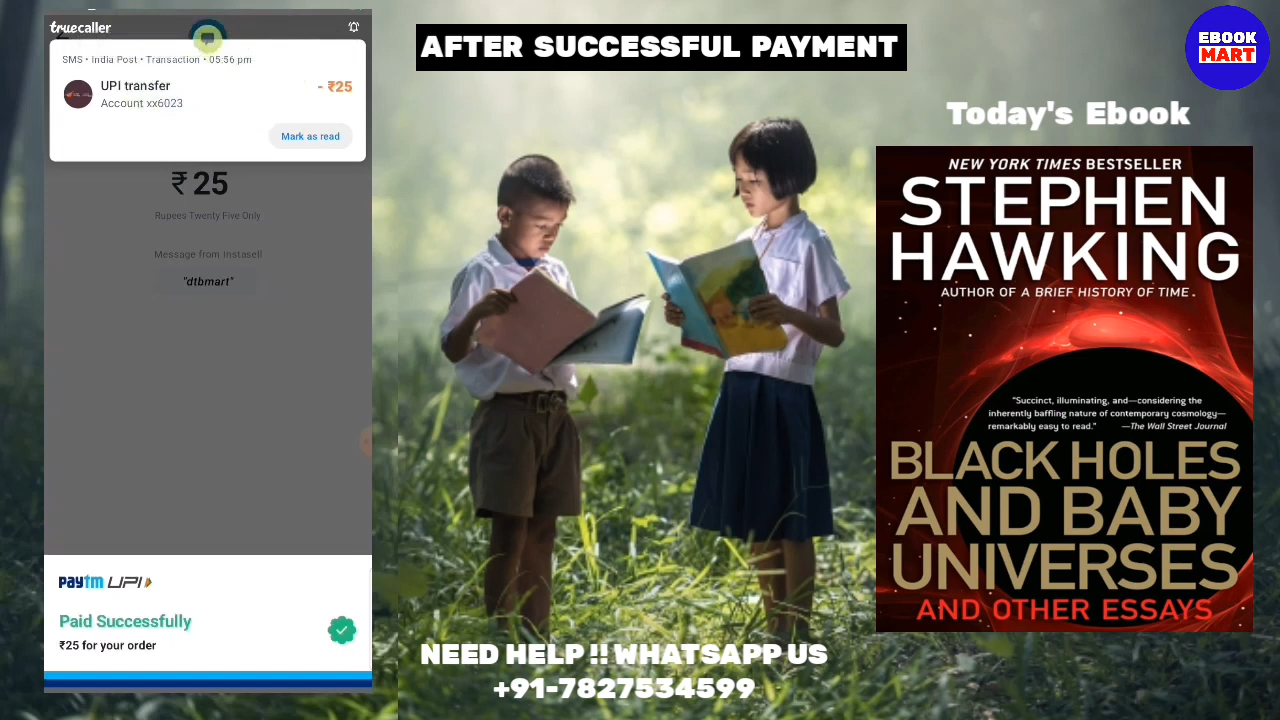 truecaller
SMS • India Post • Transaction • 05:56 pm
UPI transfer
- ₹25
Account xx6023
Mark as read
₹ 25
Rupees Twenty Five Only
Message from Instasell
"dtbmart"
paytm UPI
Paid Successfully
₹25 for your order
AFTER SUCCESSFUL PAYMENT
NEED HELP !! WHATSAPP US
+91-7827534599
EBOOK
MART
Today's Ebook
NEW YORK TIMES BESTSELLER
STEPHEN
HAWKING
AUTHOR OF A BRIEF HISTORY OF TIME.
"Succinct, illuminating, and—considering the
inherently baffling nature of contemporary cosmology—
remarkably easy to read." —The Wall Street Journal
BLACK HOLES
AND BABY
UNIVERSES
AND OTHER ESSAYS